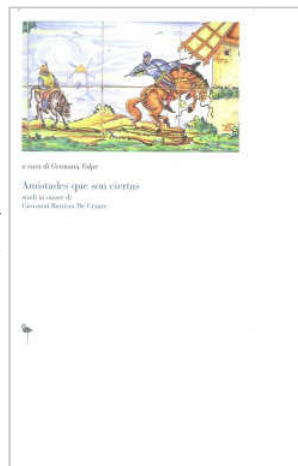 a cura di Germana Volpe
Amistades que son ciertas
studi in onore di
Giovanni Battista De Cesare